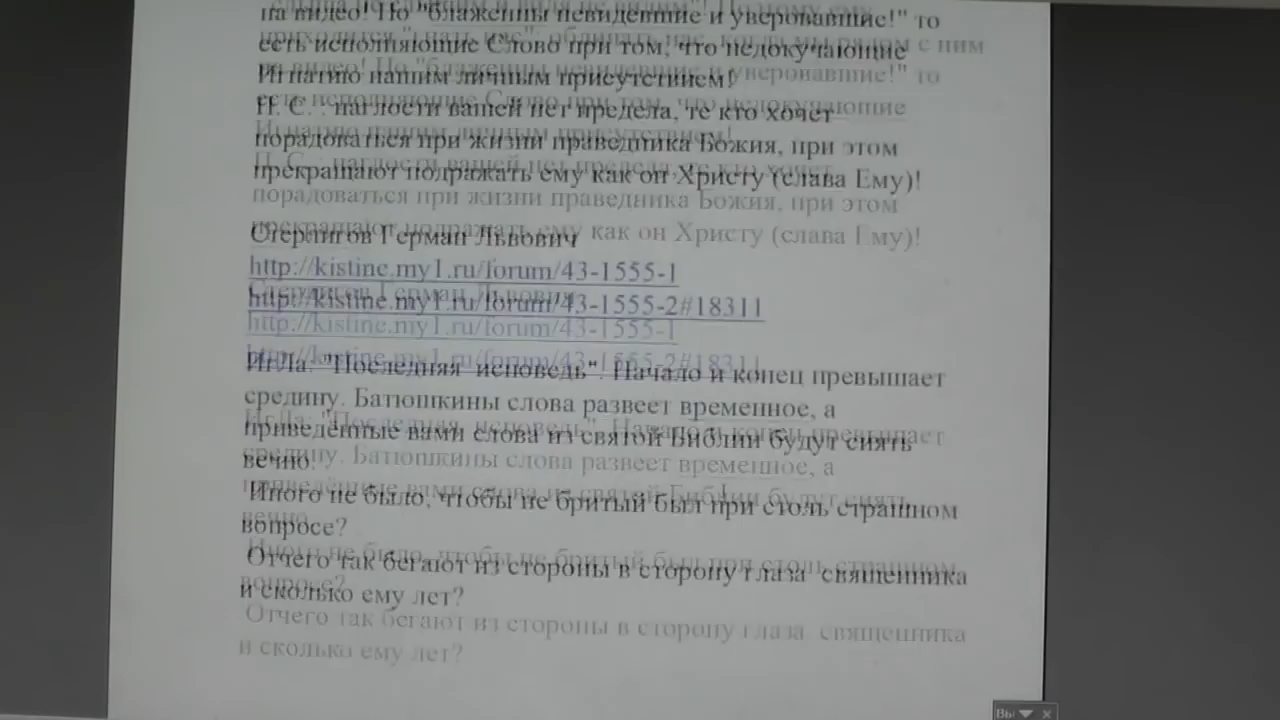 на видео! Но "блаженны невидевшие и уверовавшие!" то
есть исполняющие Слово при том, что недокучающие
Игнатию нашим личным присутствием!
П. С. : наглости вашей нет предела, те кто хочет
порадоваться при жизни праведника Божия, при этом
прекращают подражать ему как он Христу (слава Ему)!
Стерлигов Герман Львович
http://kistine.my1.ru/forum/43-1555-1
http://kistine.my1.ru/forum/43-1555-2#18311
ИгЛа: "Последняя исповедь". Начало и конец превышает
средину. Батюшкины слова развеет временное, а
приведённые вами слова из святой Библии будут сиять
вечно.
Иного не было, чтобы не бритый был при столь страшном
вопросе?
Отчего так бегают из стороны в сторону глаза священника
и сколько ему лет?
Вы